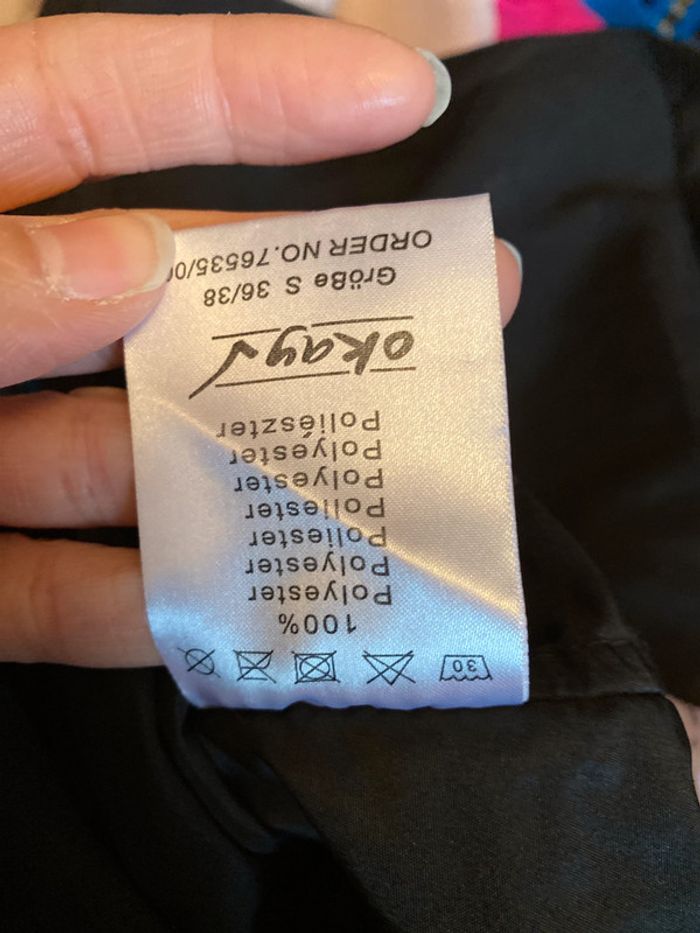 30
100%
Polyester
Polyester
Poliester
Poliester
Polyester
Polyester
Poliészter
okay
Größe S 36/38
ORDER NO.76535/0